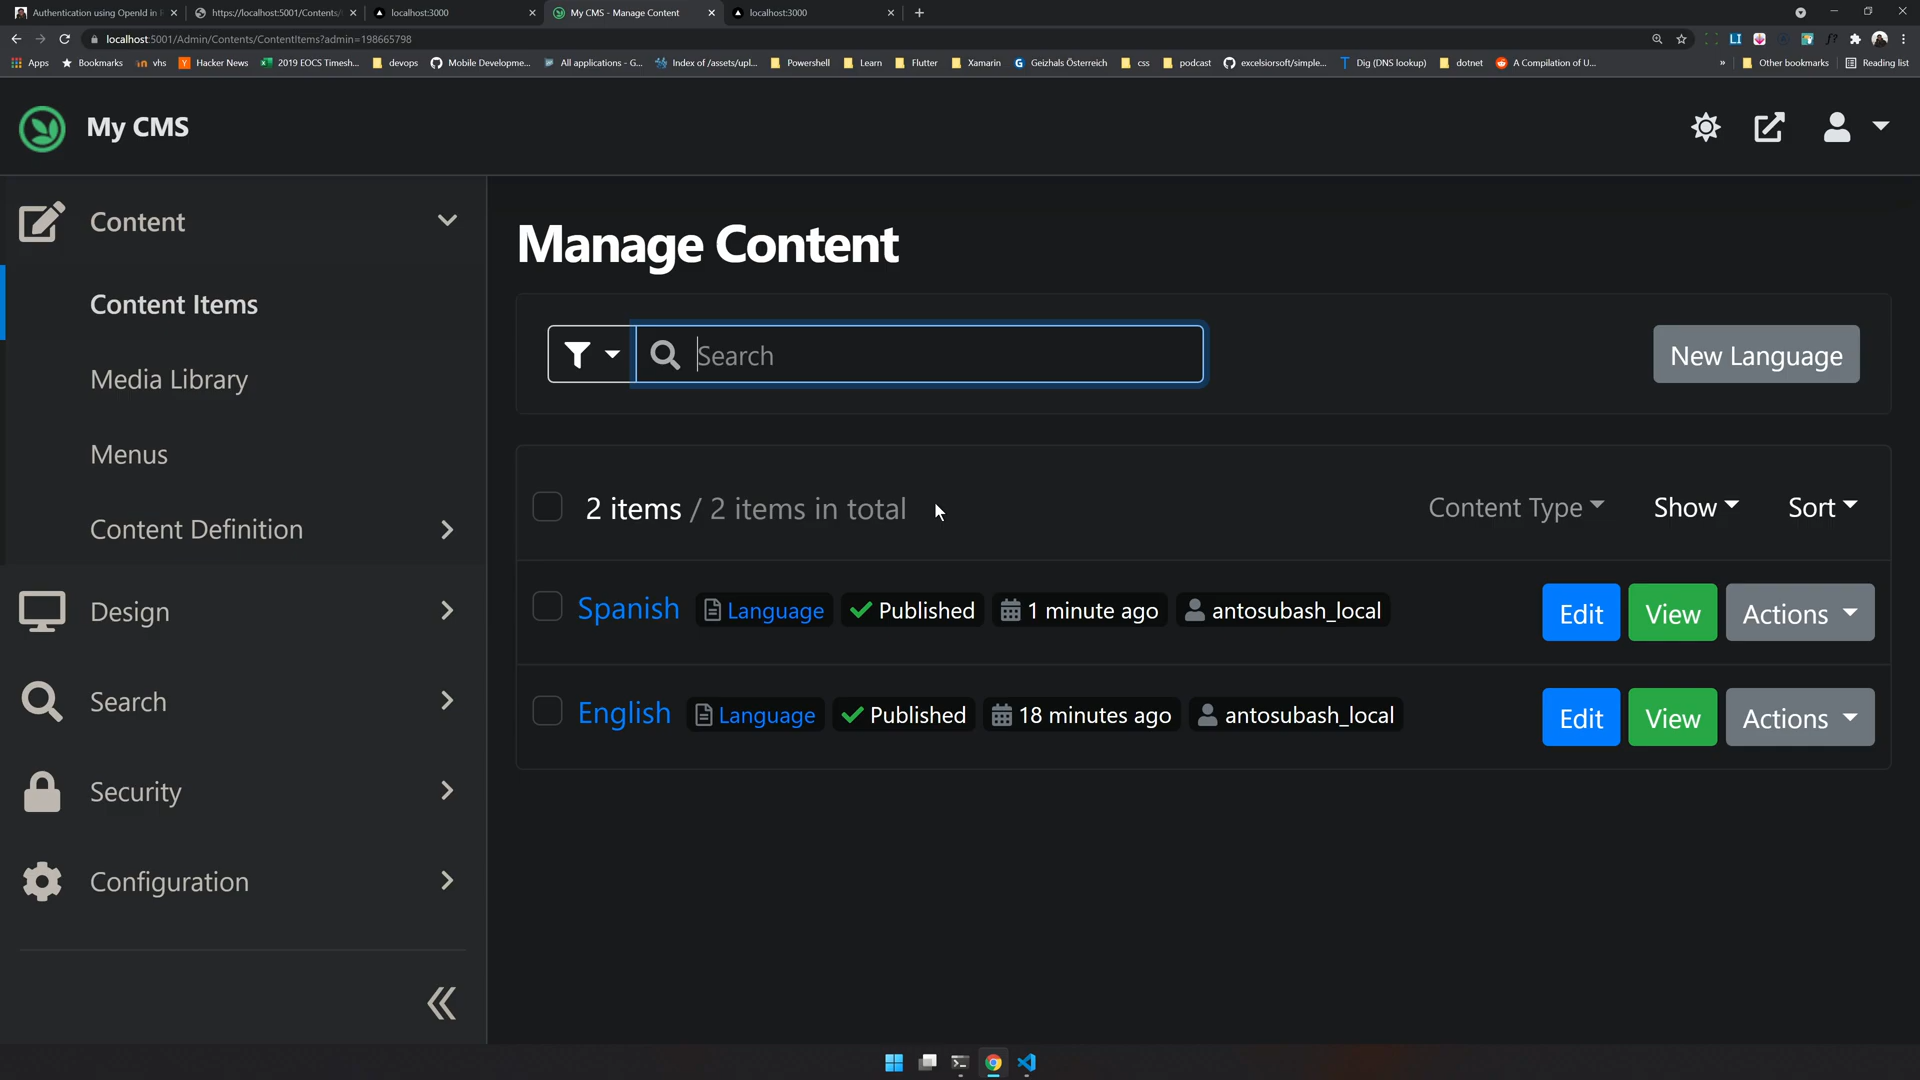 Authentication using OpenId in
https://localhost:5001/Contents/
localhost:3000
My CMS - Manage Content
localhost:3000
localhost:5001/Admin/Contents/ContentItems?admin=198665798
Apps
Bookmarks
vhs
Hacker News
2019 EOCS Timesh...
devops
Mobile Developme...
All applications - G...
Index of /assets/upl...
Powershell
Learn
Flutter
Xamarin
Geizhals Österreich
css
podcast
excelsiorsoft/simple...
Dig (DNS lookup)
dotnet
A Compilation of U...
»
Other bookmarks
Reading list
My CMS
Content
Content Items
Media Library
Menus
Content Definition
Design
Search
Security
Configuration
Manage Content
Search
New Language
2 items / 2 items in total
Content Type
Show
Sort
Spanish Language Published 1 minute ago antosubash_local
Edit View Actions
English Language Published 18 minutes ago antosubash_local
Edit View Actions